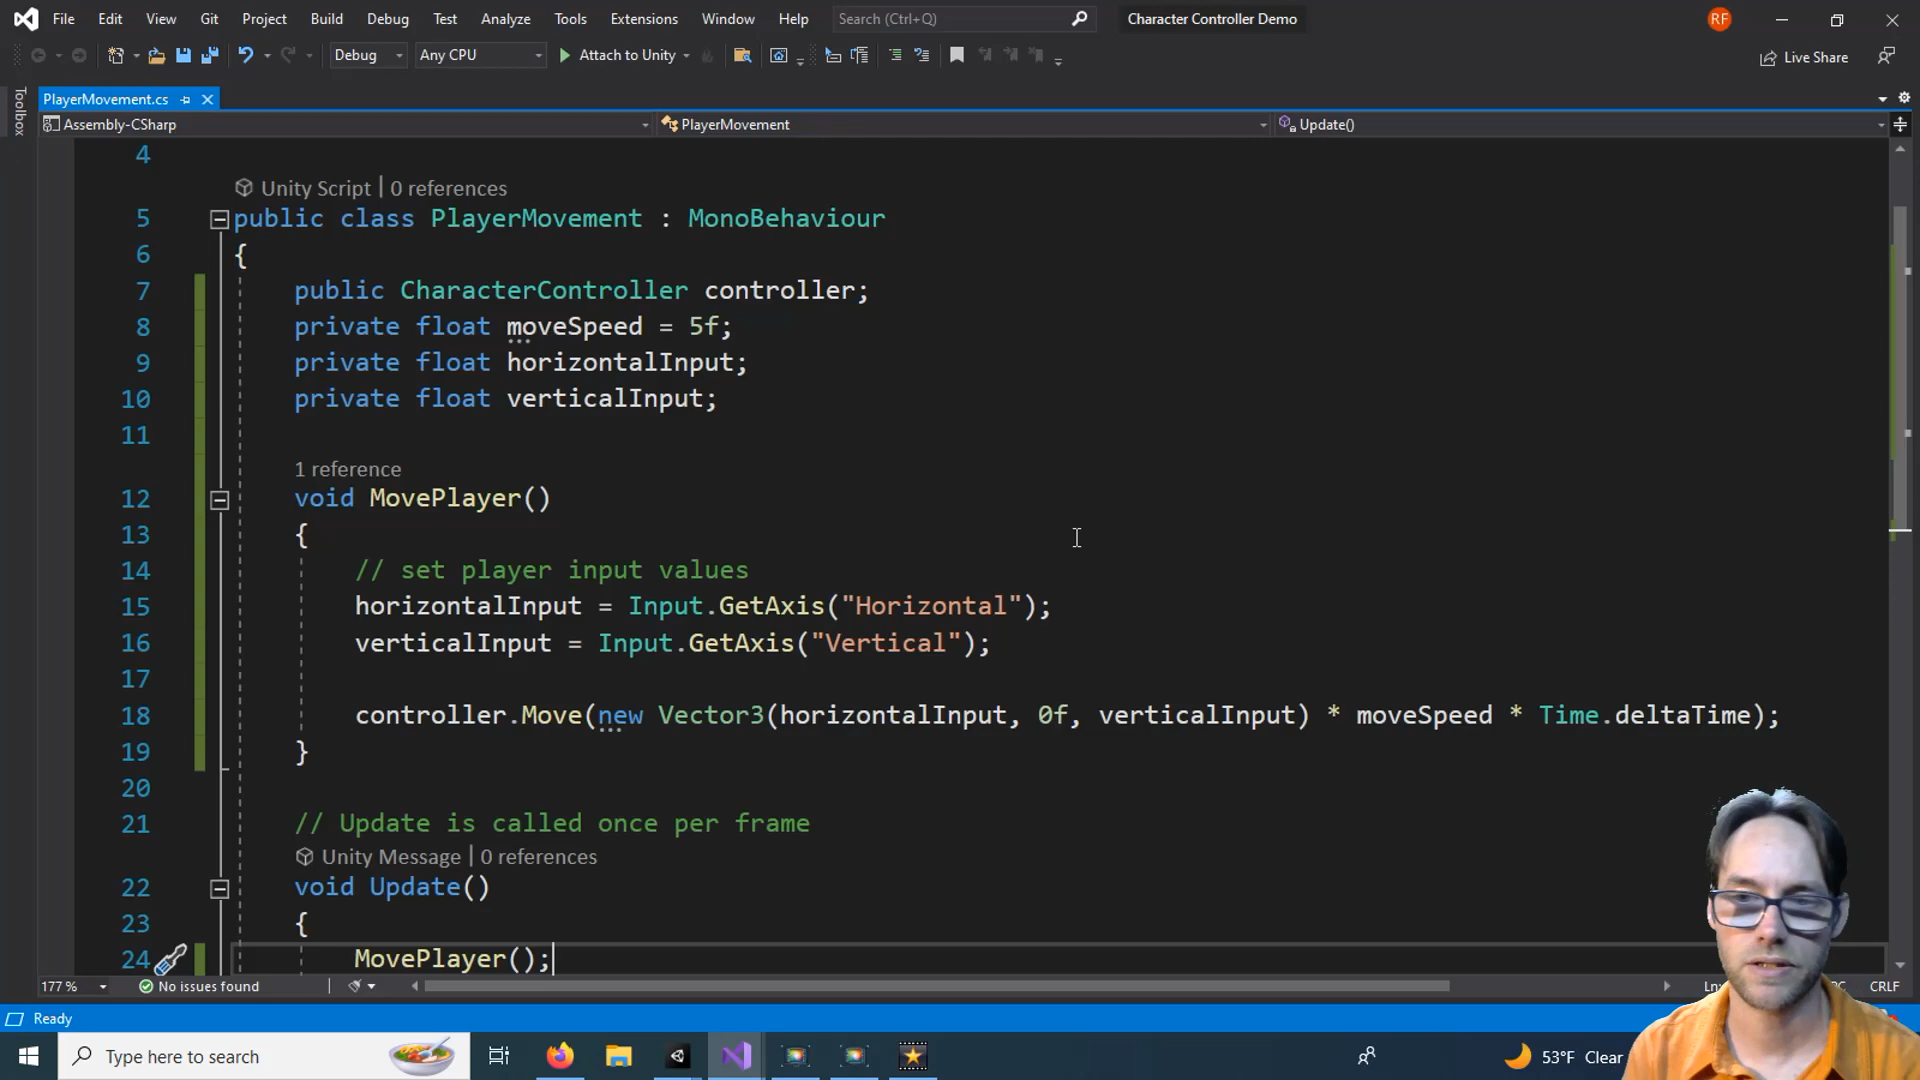 File Edit View Git Project Build Debug Test Analyze Tools Extensions Window Help Search (Ctrl+Q) Character Controller Demo RF
Debug Any CPU Attach to Unity Live Share
Toolbox
PlayerMovement.cs
Assembly-CSharp PlayerMovement Update()
4
Unity Script | 0 references
5 public class PlayerMovement : MonoBehaviour
6 {
7 public CharacterController controller;
8 private float moveSpeed = 5f;
9 private float horizontalInput;
10 private float verticalInput;
11
1 reference
12 void MovePlayer()
13 {
14 // set player input values
15 horizontalInput = Input.GetAxis("Horizontal");
16 verticalInput = Input.GetAxis("Vertical");
17
18 controller.Move(new Vector3(horizontalInput, 0f, verticalInput) * moveSpeed * Time.deltaTime);
19 }
20
21 // Update is called once per frame
Unity Message | 0 references
22 void Update()
23 {
24 MovePlayer();
177 % No issues found CRLF
Ready
Type here to search 53°F Clear